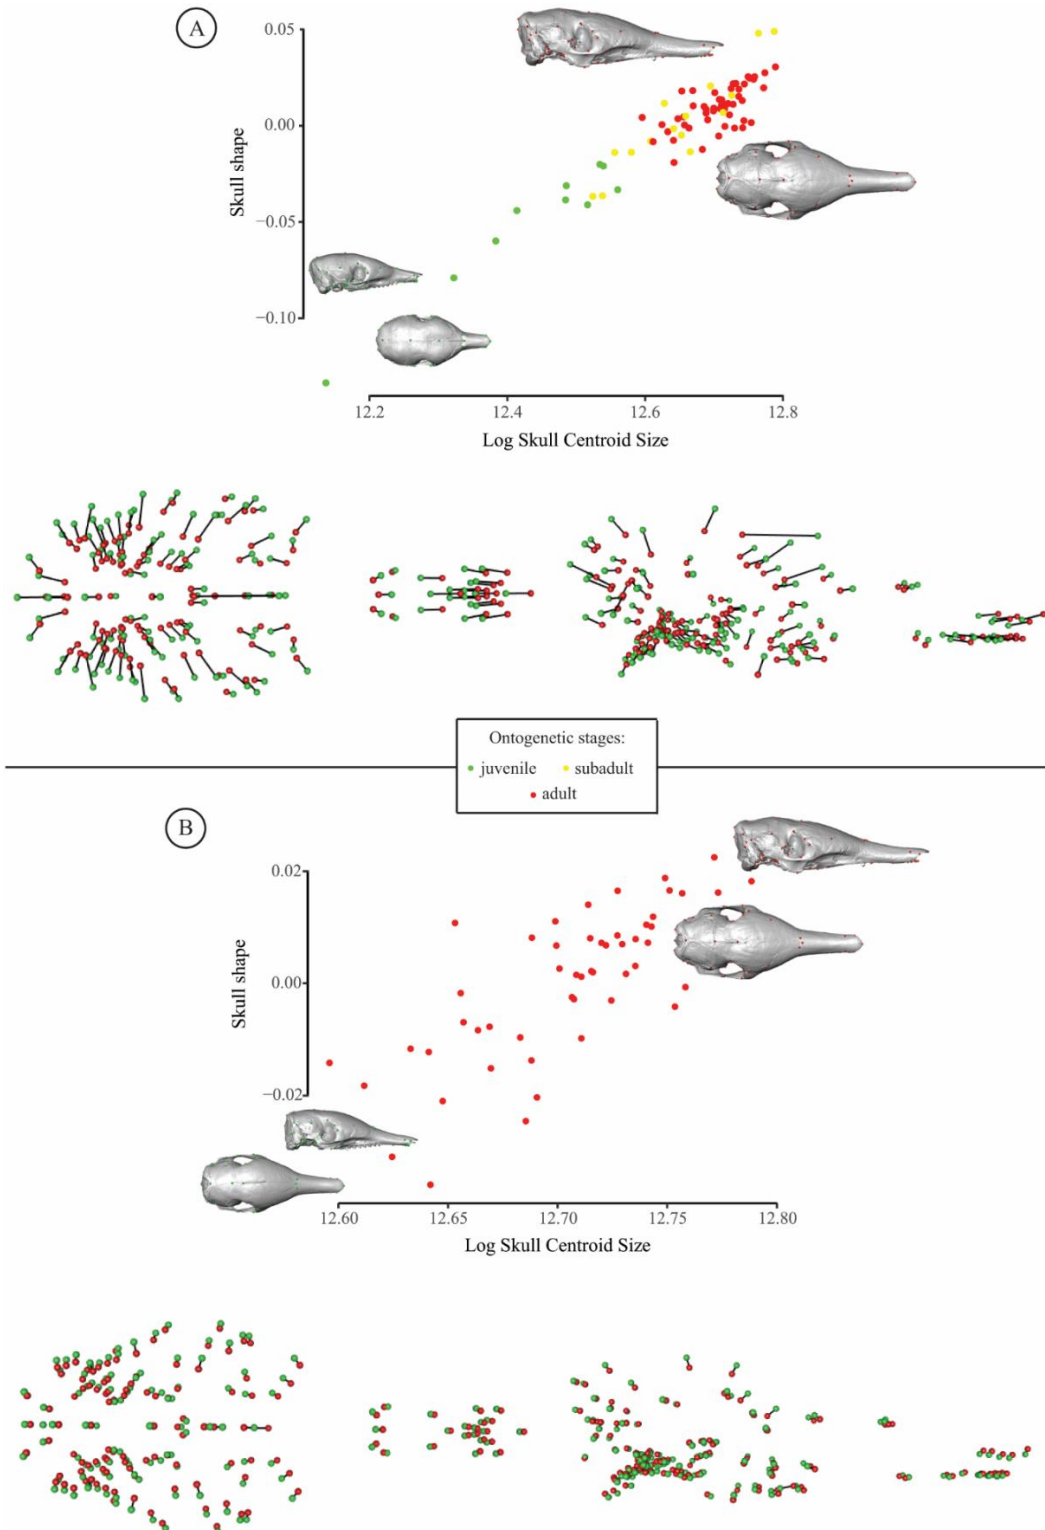 A
0.05
0.00
−0.05
−0.10
Skull shape
12.2 12.4 12.6 12.8
Log Skull Centroid Size
Ontogenetic stages:
juvenile subadult
adult
B
0.02
0.00
−0.02
Skull shape
12.60 12.65 12.70 12.75 12.80
Log Skull Centroid Size